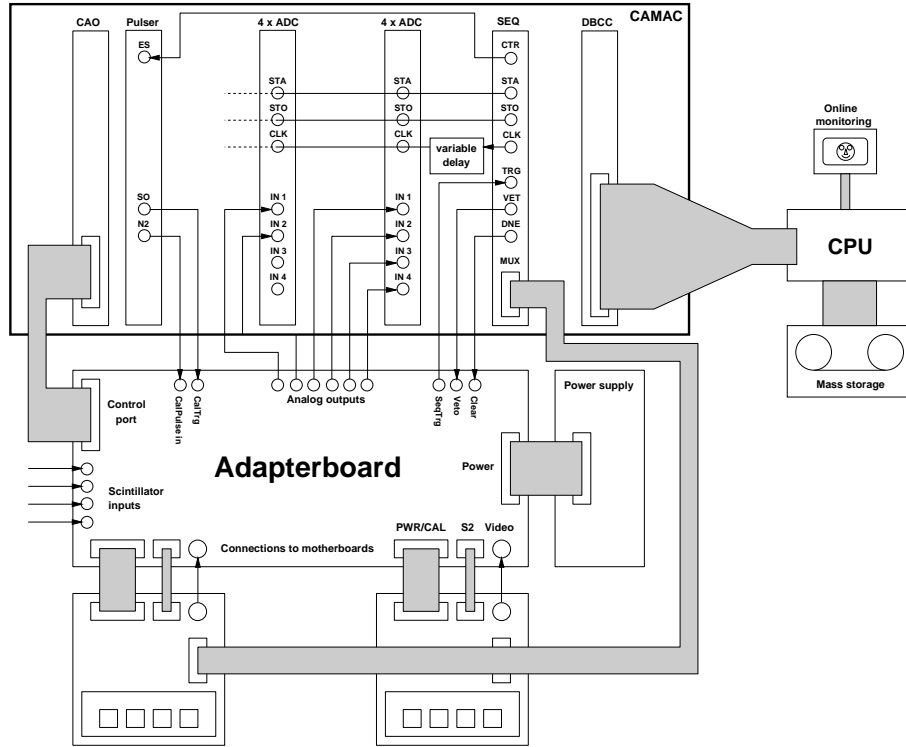 CAO Pulser 4 x ADC 4 x ADC SEQ DBCC CAMAC
ES CTR
STA STA STA
STO STO STO
CLK CLK CLK
variable
delay
TRG
SO IN 1 IN 1 VET
N2 IN 2 IN 2 DNE
IN 3 IN 3 MUX
IN 4 IN 4
Online
monitoring
CPU
Mass storage
Control
port
CalPulse in
CalTrg
Analog outputs
SeqTrg
Veto
Clear
Power supply
Adapterboard
Power
Scintillator
inputs
Connections to motherboards
PWR/CAL S2 Video